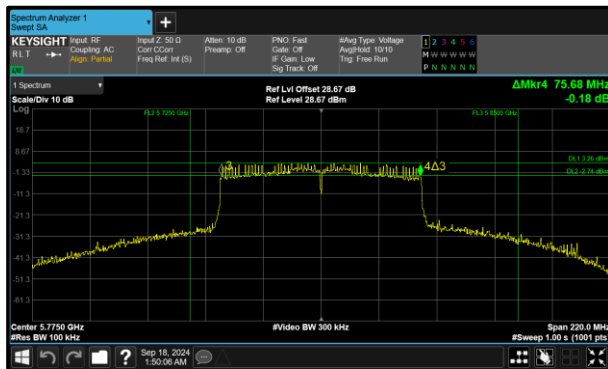 Spectrum Analyzer 1
Swept SA
+
KEYSIGHT
RLT
Input: RF
Coupling: AC
Align: Partial
Input Z: 50 Ω
Corr CCorr
Freq Ref: Int (S)
Atten: 10 dB
Preamp: Off
PNO: Fast
Gate: Off
IF Gain: Low
Sig Track: Off
#Avg Type: Voltage
Avg|Hold: 10/10
Trig: Free Run
1 2 3 4 5 6
M W W W W W
P N N N N N
1 Spectrum
Scale/Div 10 dB
Ref Lvl Offset 28.67 dB
Ref Level 28.67 dBm
ΔMkr4 75.68 MHz
-0.18 dB
Log
FL2 5.7250 GHz
FL3 5.8500 GHz
18.7
8.67
-1.33
-11.3
-21.3
-31.3
-41.3
-51.3
-61.3
3
4Δ3
DL1 3.26 dBm
DL2 -2.74 dBm
Center 5.7750 GHz
#Res BW 100 kHz
#Video BW 300 kHz
Span 220.0 MHz
#Sweep 1.00 s (1001 pts)
?
Sep 18, 2024
1:50:06 AM